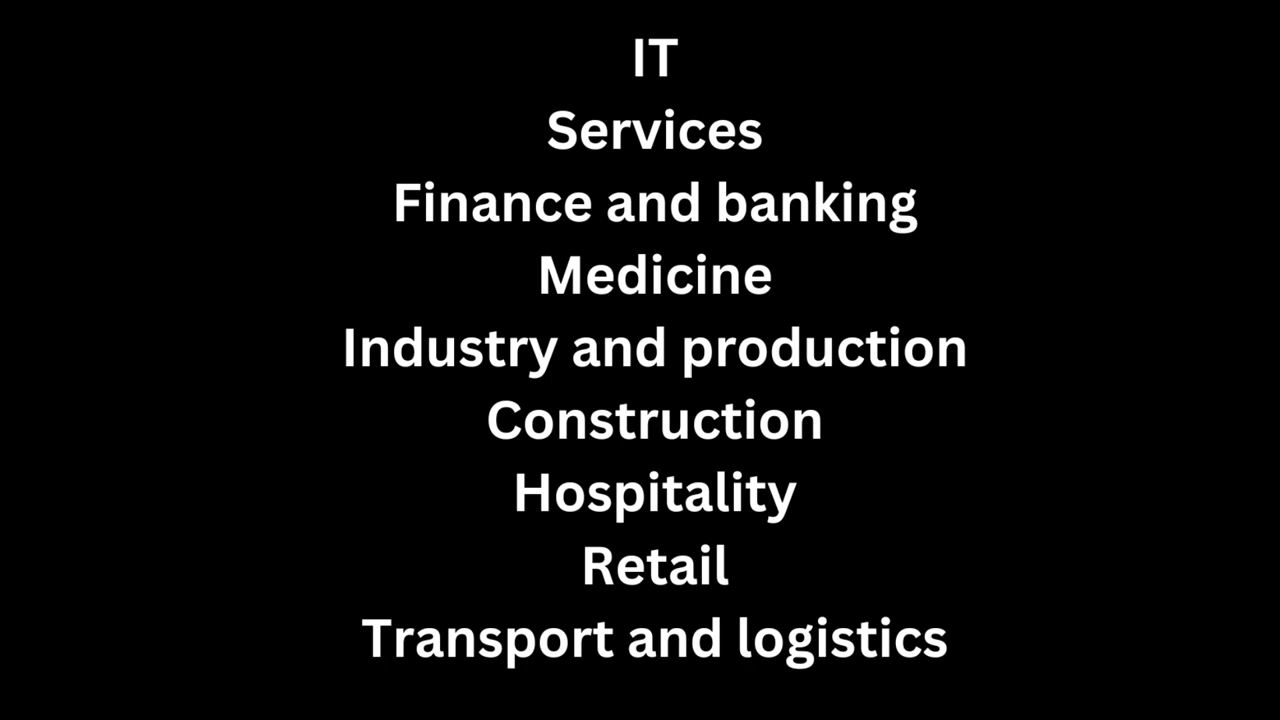 IT
Services
Finance and banking
Medicine
Industry and production
Construction
Hospitality
Retail
Transport and logistics